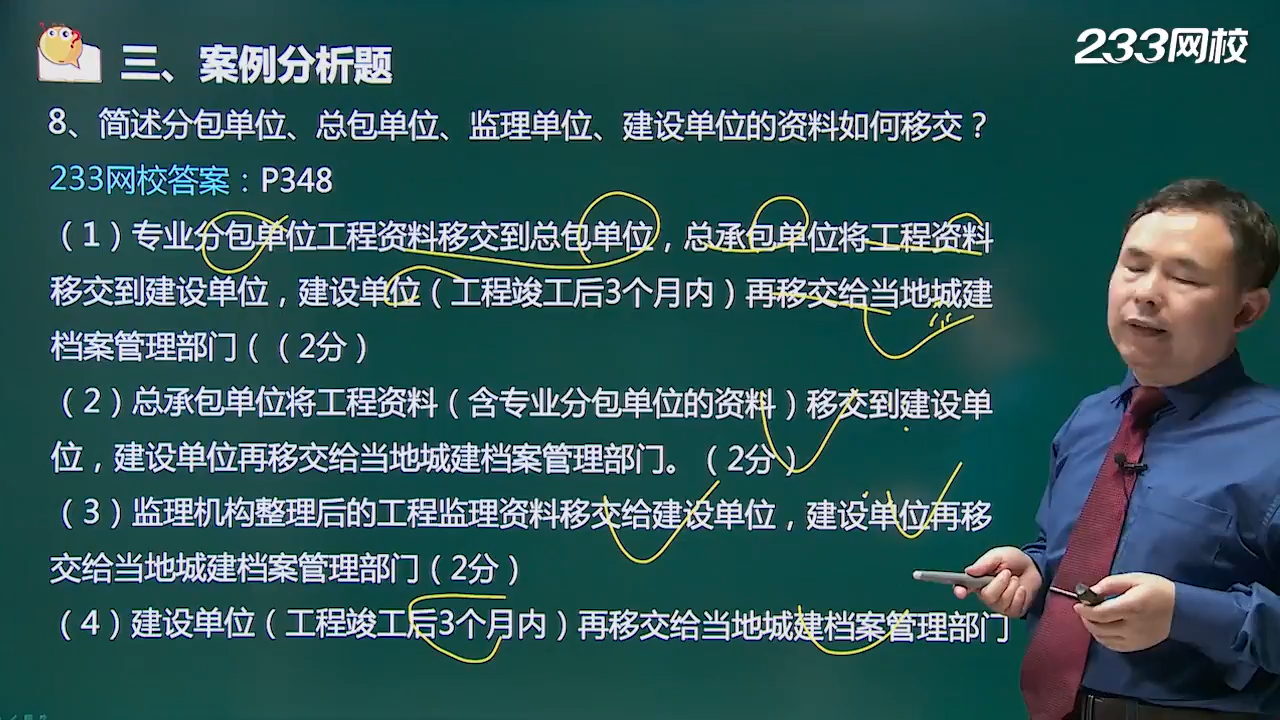 233网校
三、案例分析题
8、简述分包单位、总包单位、监理单位、建设单位的资料如何移交？
233网校答案：P348
（1）专业分包单位工程资料移交到总包单位，总承包单位将工程资料
移交到建设单位，建设单位（工程竣工后3个月内）再移交给当地城建
档案管理部门（（2分）
（2）总承包单位将工程资料（含专业分包单位的资料）移交到建设单
位，建设单位再移交给当地城建档案管理部门。（2分）
（3）监理机构整理后的工程监理资料移交给建设单位，建设单位再移
交给当地城建档案管理部门（2分）
（4）建设单位（工程竣工后3个月内）再移交给当地城建档案管理部门